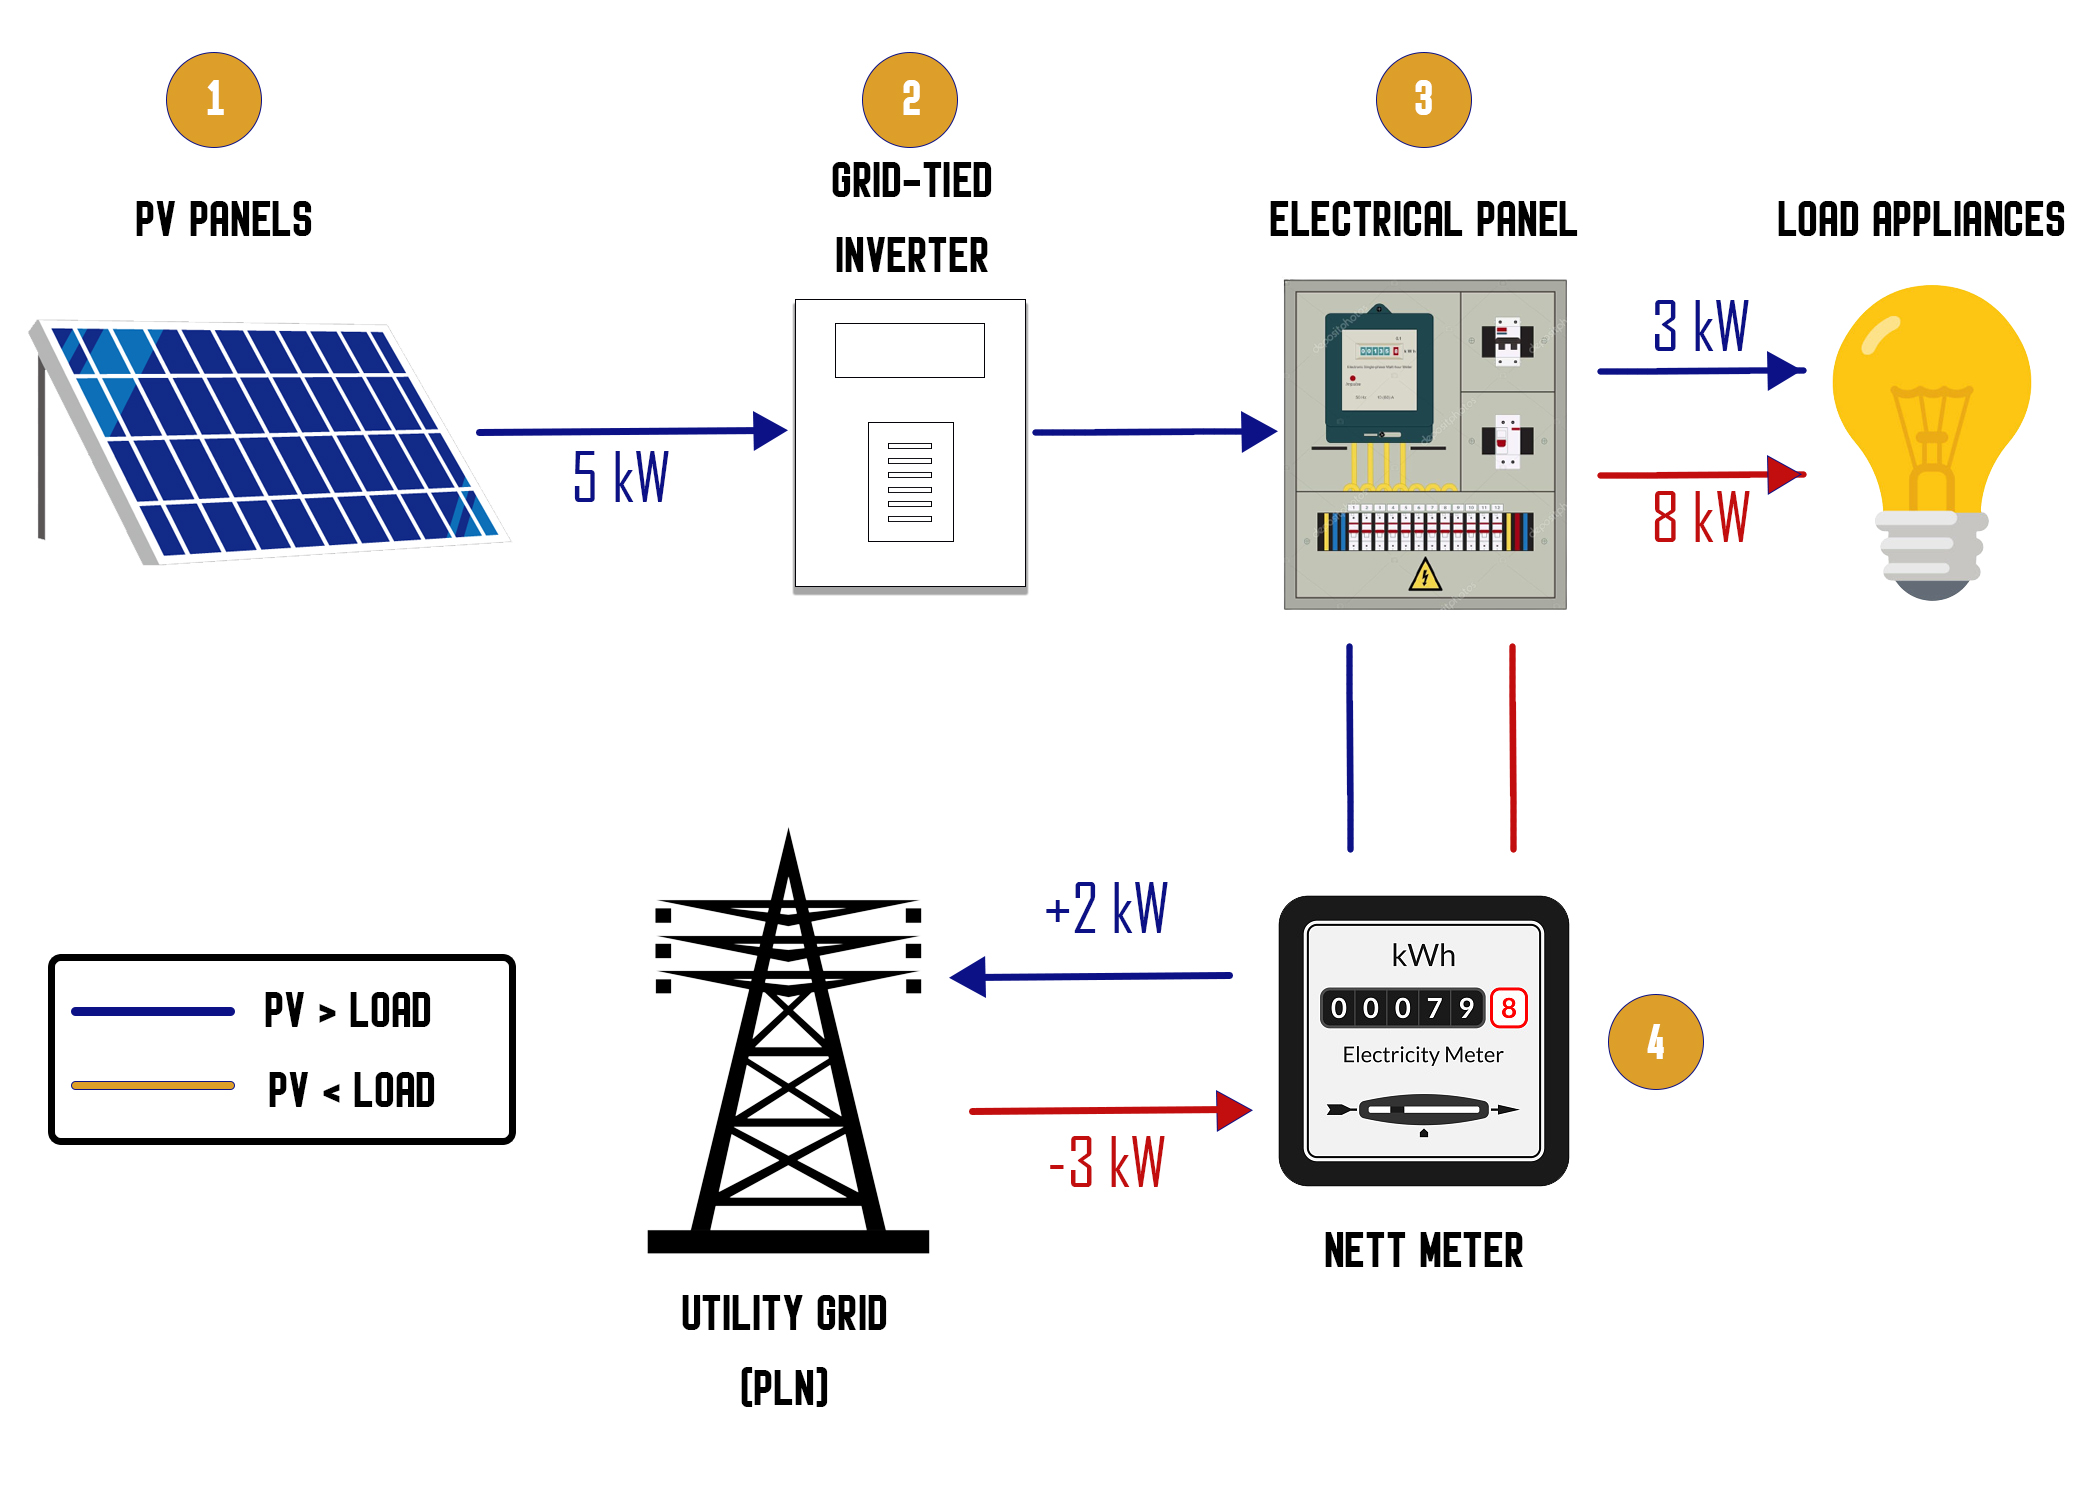 1
2
3
PV PANELS
GRID-TIED
INVERTER
ELECTRICAL PANEL
LOAD APPLIANCES
5 kW
3 kW
8 kW
+2 kW
-3 kW
kWh
0 0 0 7 9 8
Electricity Meter
4
NETT METER
PV > LOAD
PV < LOAD
UTILITY GRID
(PLN)